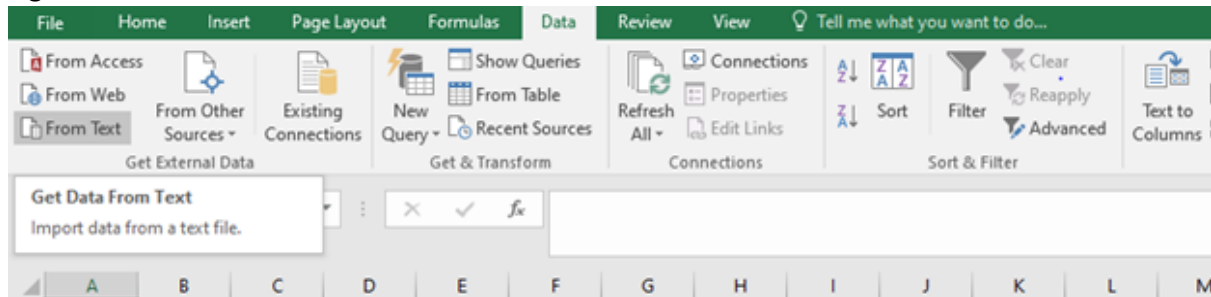 File Home Insert Page Layout Formulas Data Review View Tell me what you want to do...
From Access
From Web
From Text
From Other
Sources
Existing
Connections
Get External Data
New
Query
Show Queries
From Table
Recent Sources
Get & Transform
Refresh
All
Connections
Properties
Edit Links
Connections
A
Z
Z
A
Z A
A Z
Sort
Filter
Clear
Reapply
Advanced
Sort & Filter
Text to
Columns
Get Data From Text
Import data from a text file.
fx
A B C D E F G H I J K L M